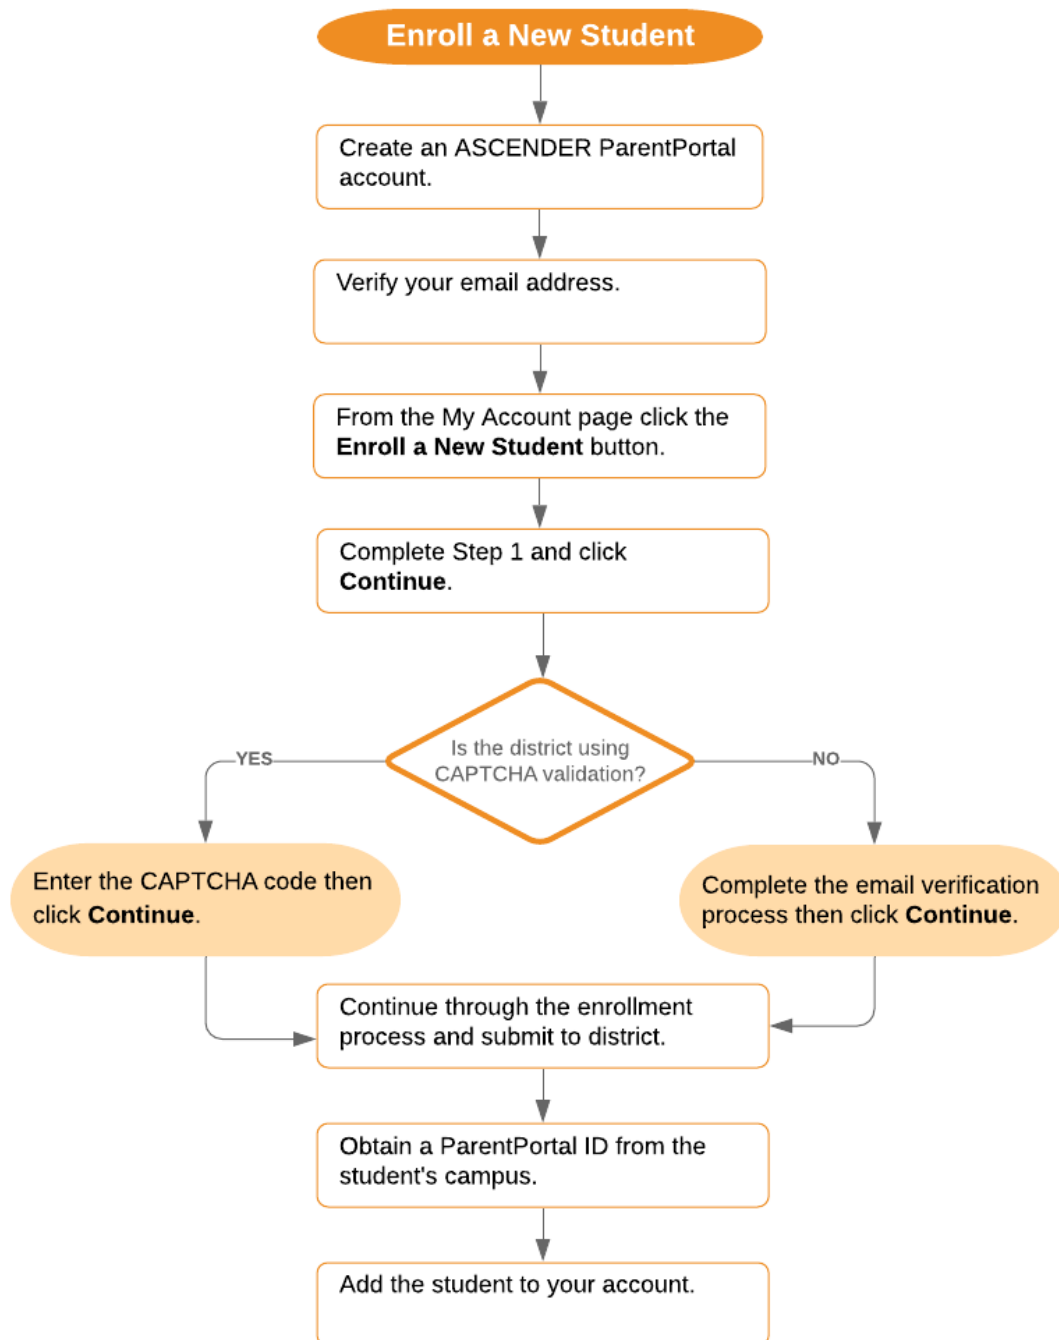 Enroll a New Student
Create an ASCENDER ParentPortal
account.
Verify your email address.
From the My Account page click the
Enroll a New Student button.
Complete Step 1 and click
Continue.
Is the district using
CAPTCHA validation?
YES
NO
Enter the CAPTCHA code then
click Continue.
Complete the email verification
process then click Continue.
Continue through the enrollment
process and submit to district.
Obtain a ParentPortal ID from the
student's campus.
Add the student to your account.